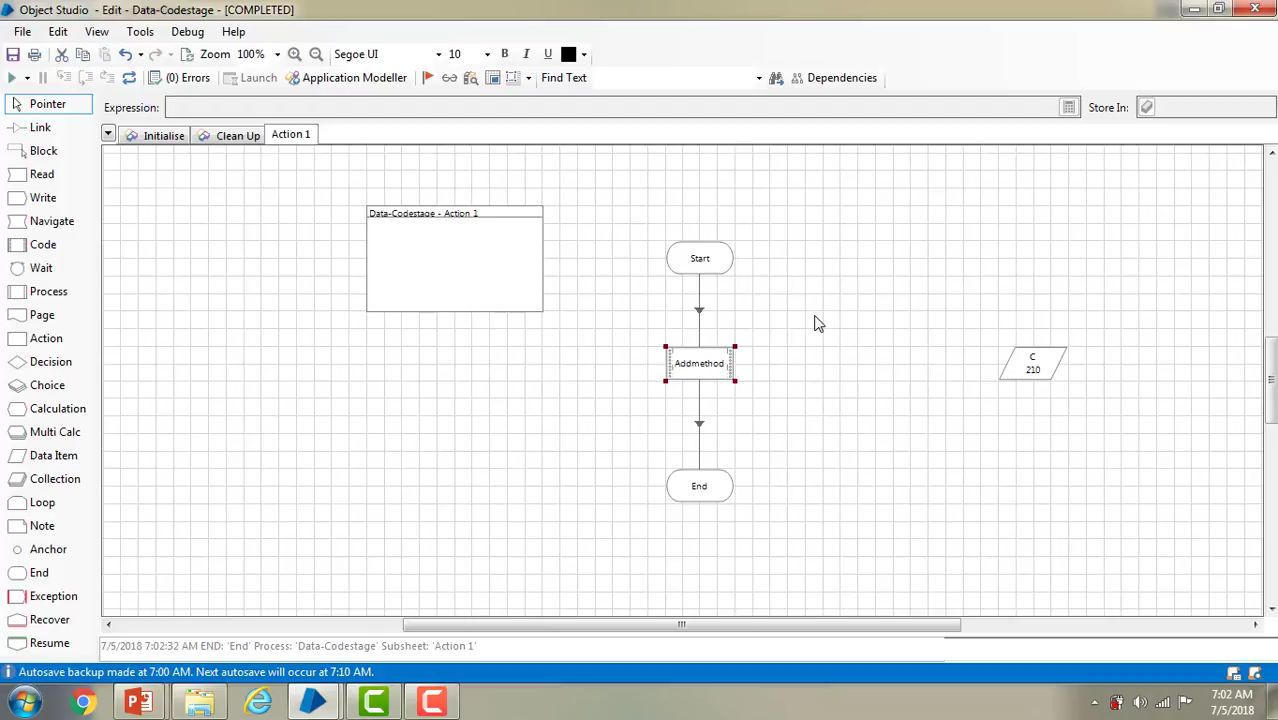 Object Studio - Edit - Data-Codestage - [COMPLETED]
File Edit View Tools Debug Help
Zoom 100% Segoe UI 10 B I U
(0) Errors Launch Application Modeller Find Text Dependencies
Pointer Expression: Store In:
Link
Initialise Clean Up Action 1
Block
Read
Write
Data-Codestage - Action 1
Navigate
Code
Start
Wait
Process
Page
Action
Decision
Addmethod
C
210
Choice
Calculation
Multi Calc
Data Item
Collection
End
Loop
Note
Anchor
End
Exception
Recover
Resume
7/5/2018 7:02:32 AM END: 'End' Process: 'Data-Codestage' Subsheet: 'Action 1'
Autosave backup made at 7:00 AM. Next autosave will occur at 7:10 AM.
7:02 AM
7/5/2018